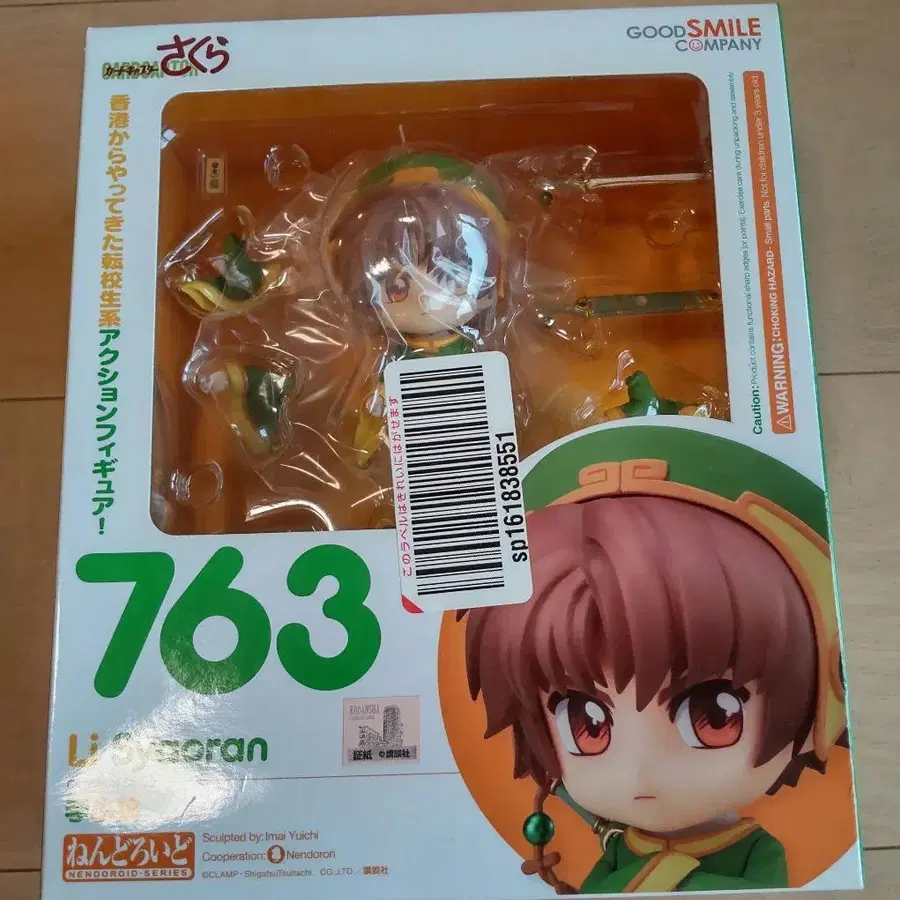 カードキャプター さくら
CARDCAPTOR
GOOD SMILE
COMPANY
香港からやってきた転校生系アクションフィギュア！
Caution: Product contains functional sharp edges (or points). Exercise care during unpacking and assembly
⚠WARNING: CHOKING HAZARD- Small parts. Not for children under 3 years old.
このラベルはきれいにはがせます
sp161838551
763
KODANSHA
証紙 ©講談社
Li Syaoran
ねんどろいど
NENDOROID-SERIES
Sculpted by: Imai Yuichi
Cooperation: Nendoron
©CLAMP・ShigatsuTsuitachi CO.,LTD.／講談社